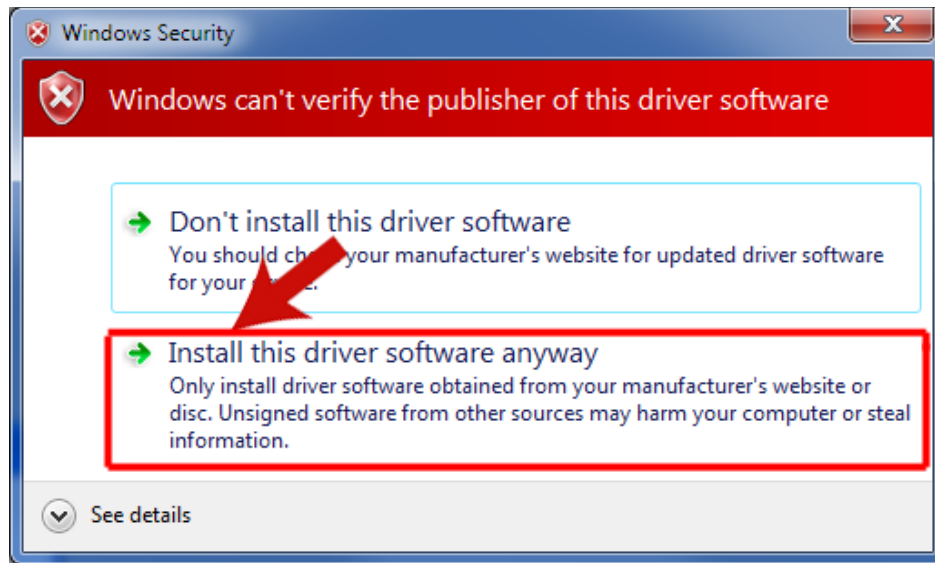 Windows Security
Windows can't verify the publisher of this driver software
Don't install this driver software
You should your manufacturer's website for updated driver software
for your
Install this driver software anyway
Only install driver software obtained from your manufacturer's website or
disc. Unsigned software from other sources may harm your computer or steal
information.
See details